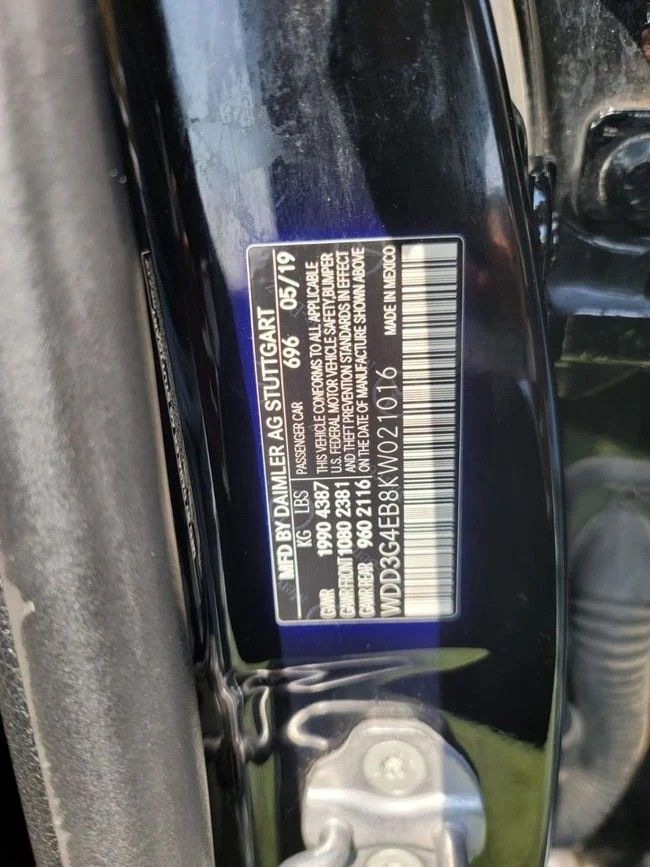 MFD BY DAIMLER AG STUTTGART
KG LBS PASSENGER CAR 696 05/19
GVWR 1990 4387 THIS VEHICLE CONFORMS TO ALL APPLICABLE
GAWR FRONT 1080 2381 U.S. FEDERAL MOTOR VEHICLE SAFETY, BUMPER
GAWR REAR 960 2116 AND THEFT PREVENTION STANDARDS IN EFFECT
ON THE DATE OF MANUFACTURE SHOWN ABOVE
WDD3G4EB8KW021016 MADE IN MEXICO